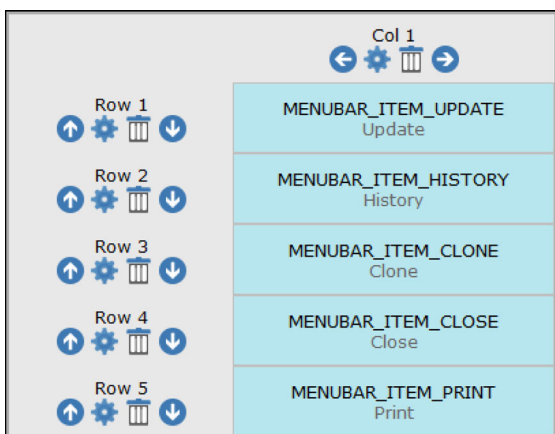 Col 1
Row 1
MENUBAR_ITEM_UPDATE
Update
Row 2
MENUBAR_ITEM_HISTORY
History
Row 3
MENUBAR_ITEM_CLONE
Clone
Row 4
MENUBAR_ITEM_CLOSE
Close
Row 5
MENUBAR_ITEM_PRINT
Print